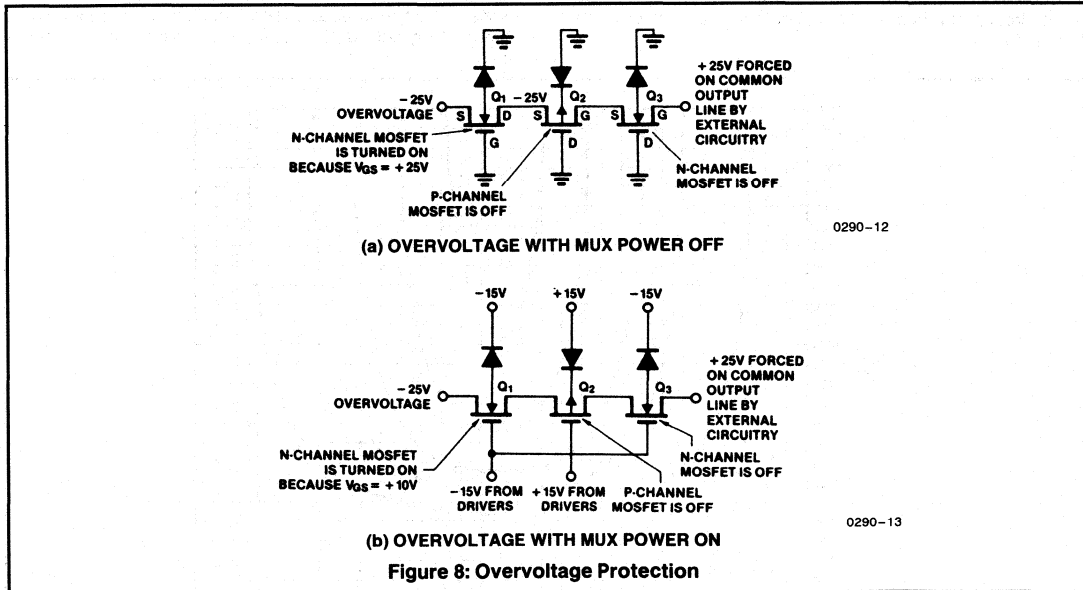 Q1
Q2
Q3
- 25V
OVERVOLTAGE
S
D
G
- 25V
S
G
D
S
G
D
+ 25V FORCED
ON COMMON
OUTPUT
LINE BY
EXTERNAL
CIRCUITRY
N-CHANNEL MOSFET
IS TURNED ON
BECAUSE VGS = + 25V
P-CHANNEL
MOSFET IS OFF
N-CHANNEL
MOSFET IS OFF
0290-12
(a) OVERVOLTAGE WITH MUX POWER OFF
-15V
+15V
-15V
Q1
Q2
Q3
- 25V
OVERVOLTAGE
+ 25V FORCED
ON COMMON
OUTPUT
LINE BY
EXTERNAL
CIRCUITRY
N-CHANNEL MOSFET
IS TURNED ON
BECAUSE VGS = + 10V
-15V FROM
DRIVERS
+15V FROM
DRIVERS
P-CHANNEL
MOSFET IS OFF
N-CHANNEL
MOSFET IS OFF
0290-13
(b) OVERVOLTAGE WITH MUX POWER ON
Figure 8: Overvoltage Protection